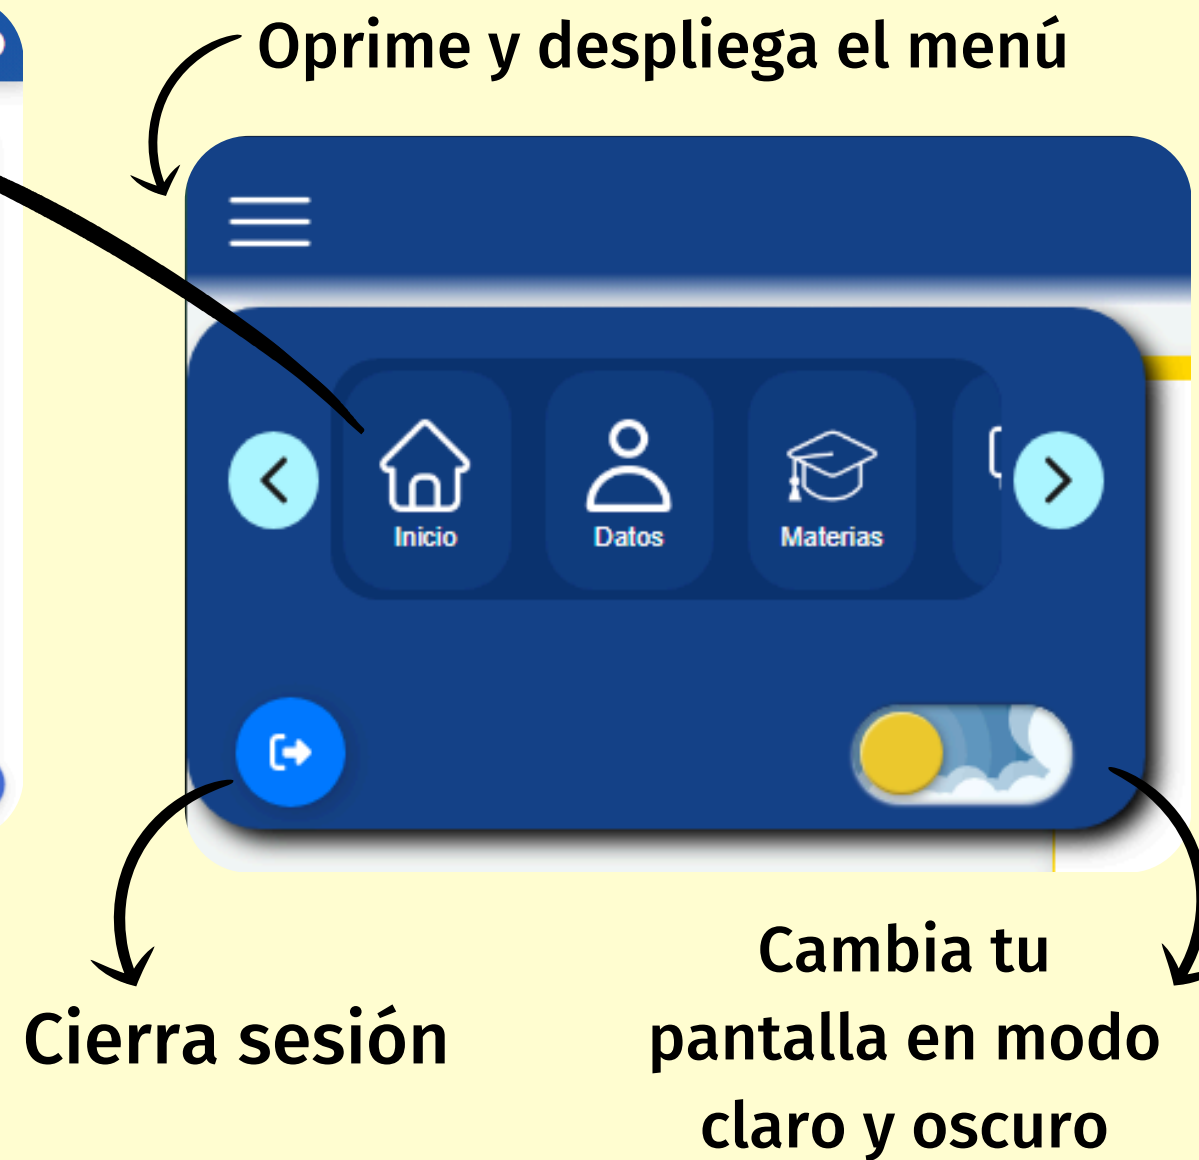 Oprime y despliega el menú
Inicio
Datos
Materias
Cierra sesión
Cambia tu
pantalla en modo
claro y oscuro